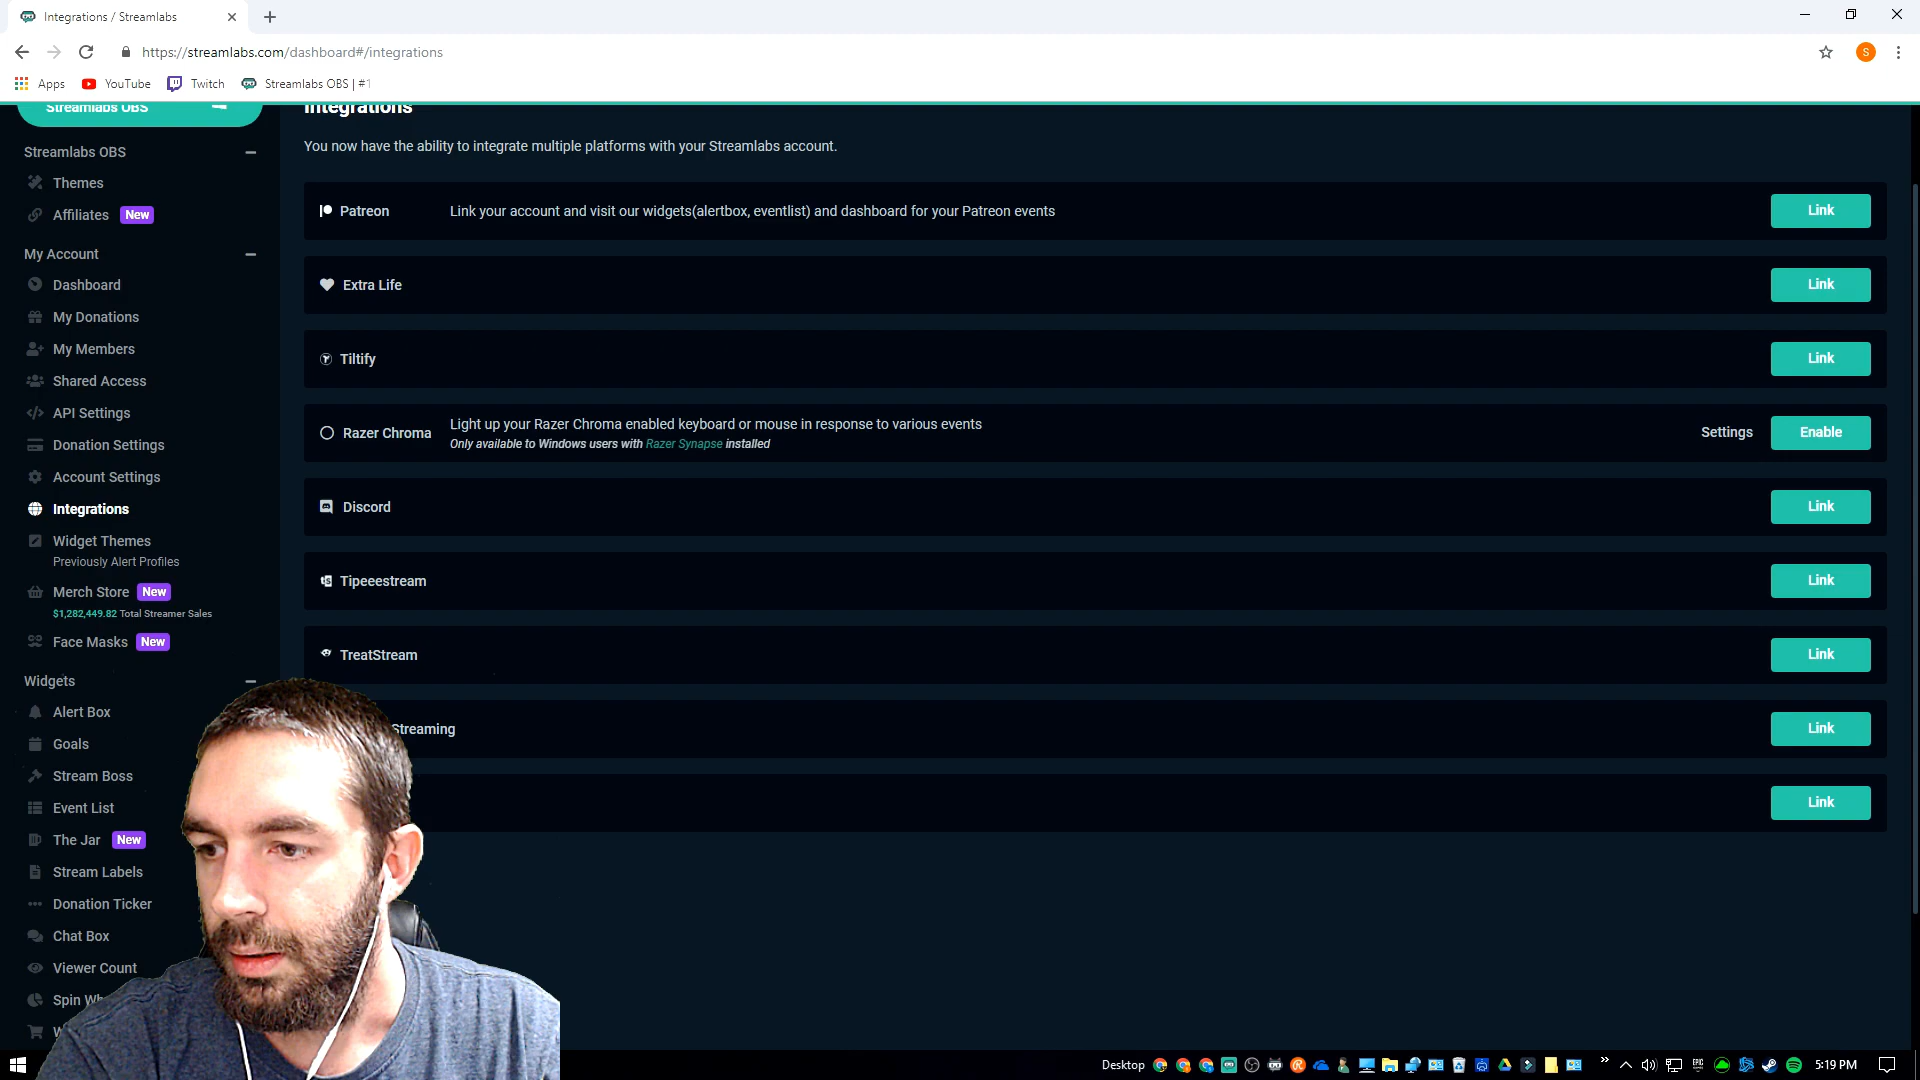 Integrations / Streamlabs
https://streamlabs.com/dashboard#/integrations
Apps YouTube Twitch Streamlabs OBS | #1
Streamlabs OBS
Streamlabs OBS
Themes
Affiliates New
My Account
Dashboard
My Donations
My Members
Shared Access
API Settings
Donation Settings
Account Settings
Integrations
Widget Themes
Previously Alert Profiles
Merch Store New
$1,282,449.82 Total Streamer Sales
Face Masks New
Widgets
Alert Box
Goals
Stream Boss
Event List
The Jar New
Stream Labels
Donation Ticker
Chat Box
Viewer Count
Spin Wh
Integrations
You now have the ability to integrate multiple platforms with your Streamlabs account.
Patreon Link your account and visit our widgets(alertbox, eventlist) and dashboard for your Patreon events Link
Extra Life Link
Tiltify Link
Razer Chroma Light up your Razer Chroma enabled keyboard or mouse in response to various events Settings Enable
Only available to Windows users with Razer Synapse installed
Discord Link
Tipeeestream Link
TreatStream Link
Streaming Link
Link
Desktop 5:19 PM